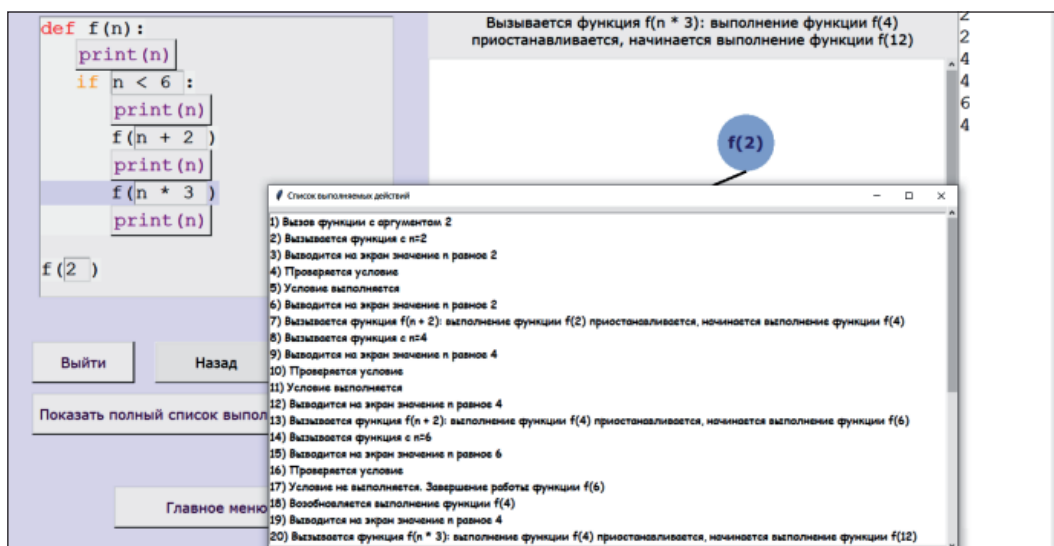 def f(n):
print(n)
if n < 6 :
print(n)
f(n + 2 )
print(n)
f(n * 3 )
print(n)
f(2 )
Выйти
Назад
Показать полный список выпол
Главное меню
Вызывается функция f(n * 3): выполнение функции f(4)
приостанавливается, начинается выполнение функции f(12)
f(2)
2
2
4
4
6
4
Список выполняемых действий
1) Вызов функции с аргументом 2
2) Вызывается функция с n=2
3) Выводится на экран значение n равное 2
4) Проверяется условие
5) Условие выполняется
6) Выводится на экран значение n равное 2
7) Вызывается функция f(n + 2): выполнение функции f(2) приостанавливается, начинается выполнение функции f(4)
8) Вызывается функция с n=4
9) Выводится на экран значение n равное 4
10) Проверяется условие
11) Условие выполняется
12) Выводится на экран значение n равное 4
13) Вызывается функция f(n + 2): выполнение функции f(4) приостанавливается, начинается выполнение функции f(6)
14) Вызывается функция с n=6
15) Выводится на экран значение n равное 6
16) Проверяется условие
17) Условие не выполняется. Завершение работы функции f(6)
18) Возобновляется выполнение функции f(4)
19) Выводится на экран значение n равное 4
20) Вызывается функция f(n * 3): выполнение функции f(4) приостанавливается, начинается выполнение функции f(12)